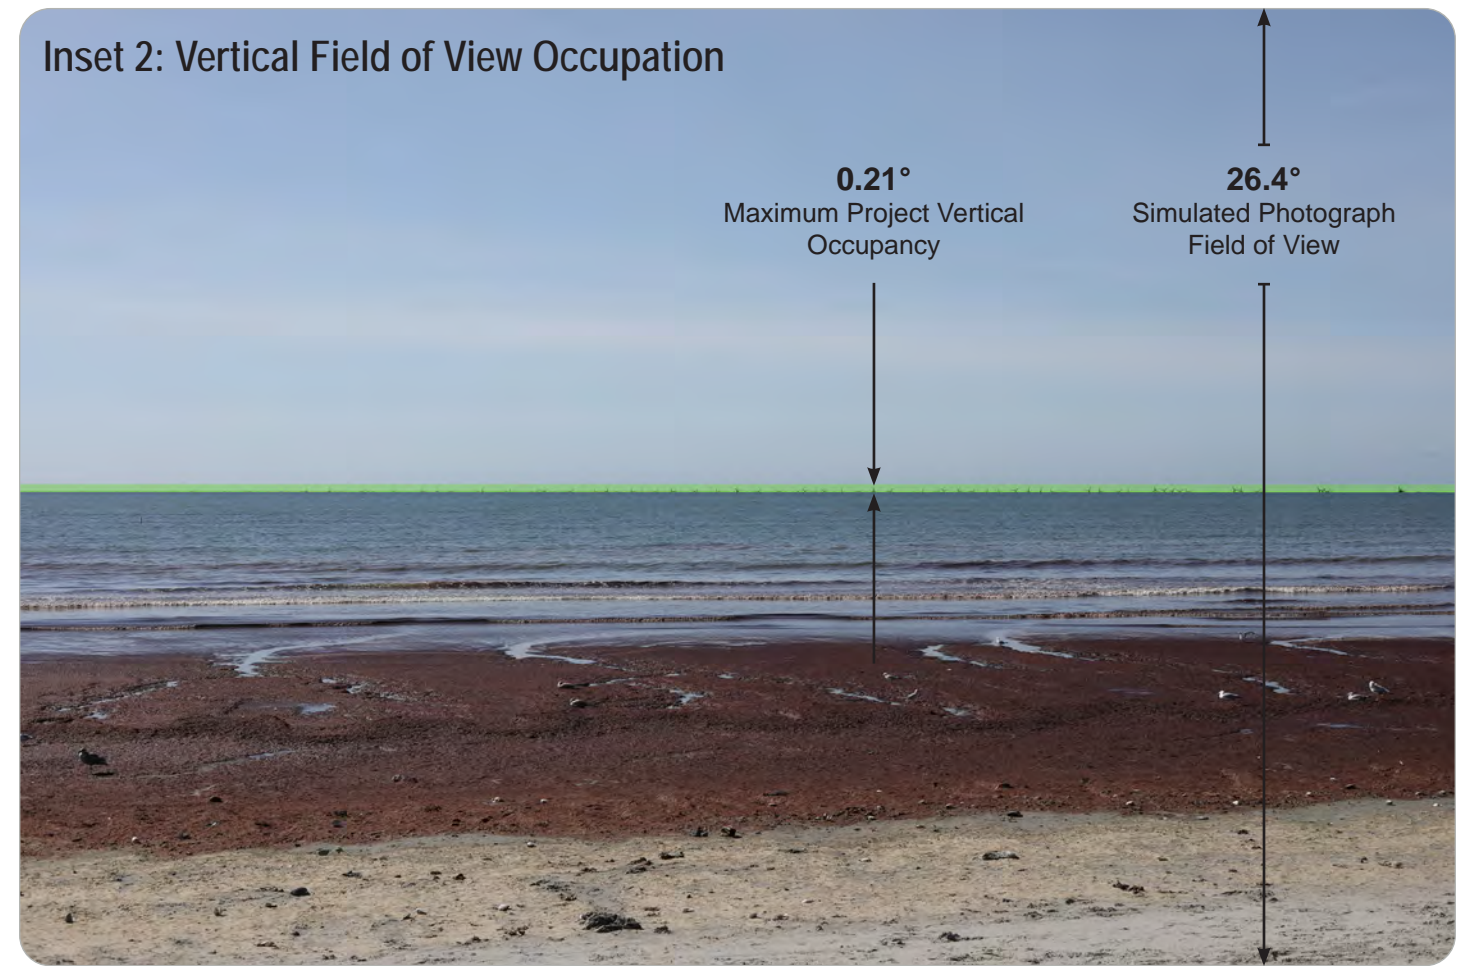 Inset 2: Vertical Field of View Occupation
0.21°
Maximum Project Vertical
Occupancy
26.4°
Simulated Photograph
Field of View